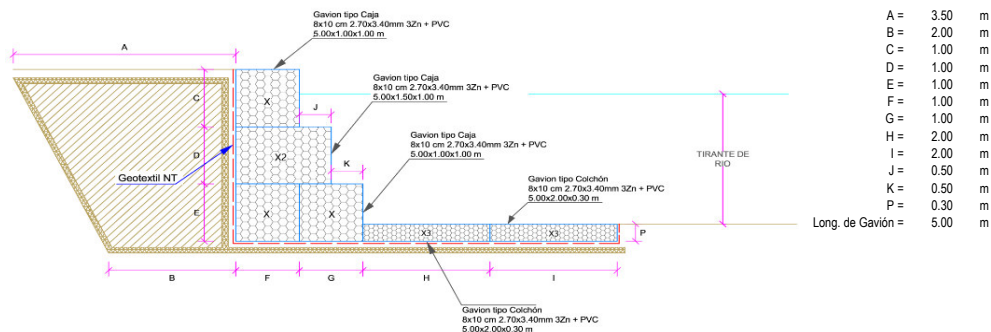 Gavion tipo Caja
8x10 cm 2.70x3.40mm 3Zn + PVC
5.00x1.00x1.00 m
A
Gavion tipo Caja
8x10 cm 2.70x3.40mm 3Zn + PVC
5.00x1.50x1.00 m
C
X
J
Gavion tipo Caja
8x10 cm 2.70x3.40mm 3Zn + PVC
5.00x1.00x1.00 m
D
X2
K
TIRANTE DE
RIO
Geotextil NT
Gavion tipo Colchón
8x10 cm 2.70x3.40mm 3Zn + PVC
5.00x2.00x0.30 m
E
X
X
X3
X3
P
B
F
G
H
I
Gavion tipo Colchón
8x10 cm 2.70x3.40mm 3Zn + PVC
5.00x2.00x0.30 m
A = 3.50 m
B = 2.00 m
C = 1.00 m
D = 1.00 m
E = 1.00 m
F = 1.00 m
G = 1.00 m
H = 2.00 m
I = 2.00 m
J = 0.50 m
K = 0.50 m
P = 0.30 m
Long. de Gavión = 5.00 m